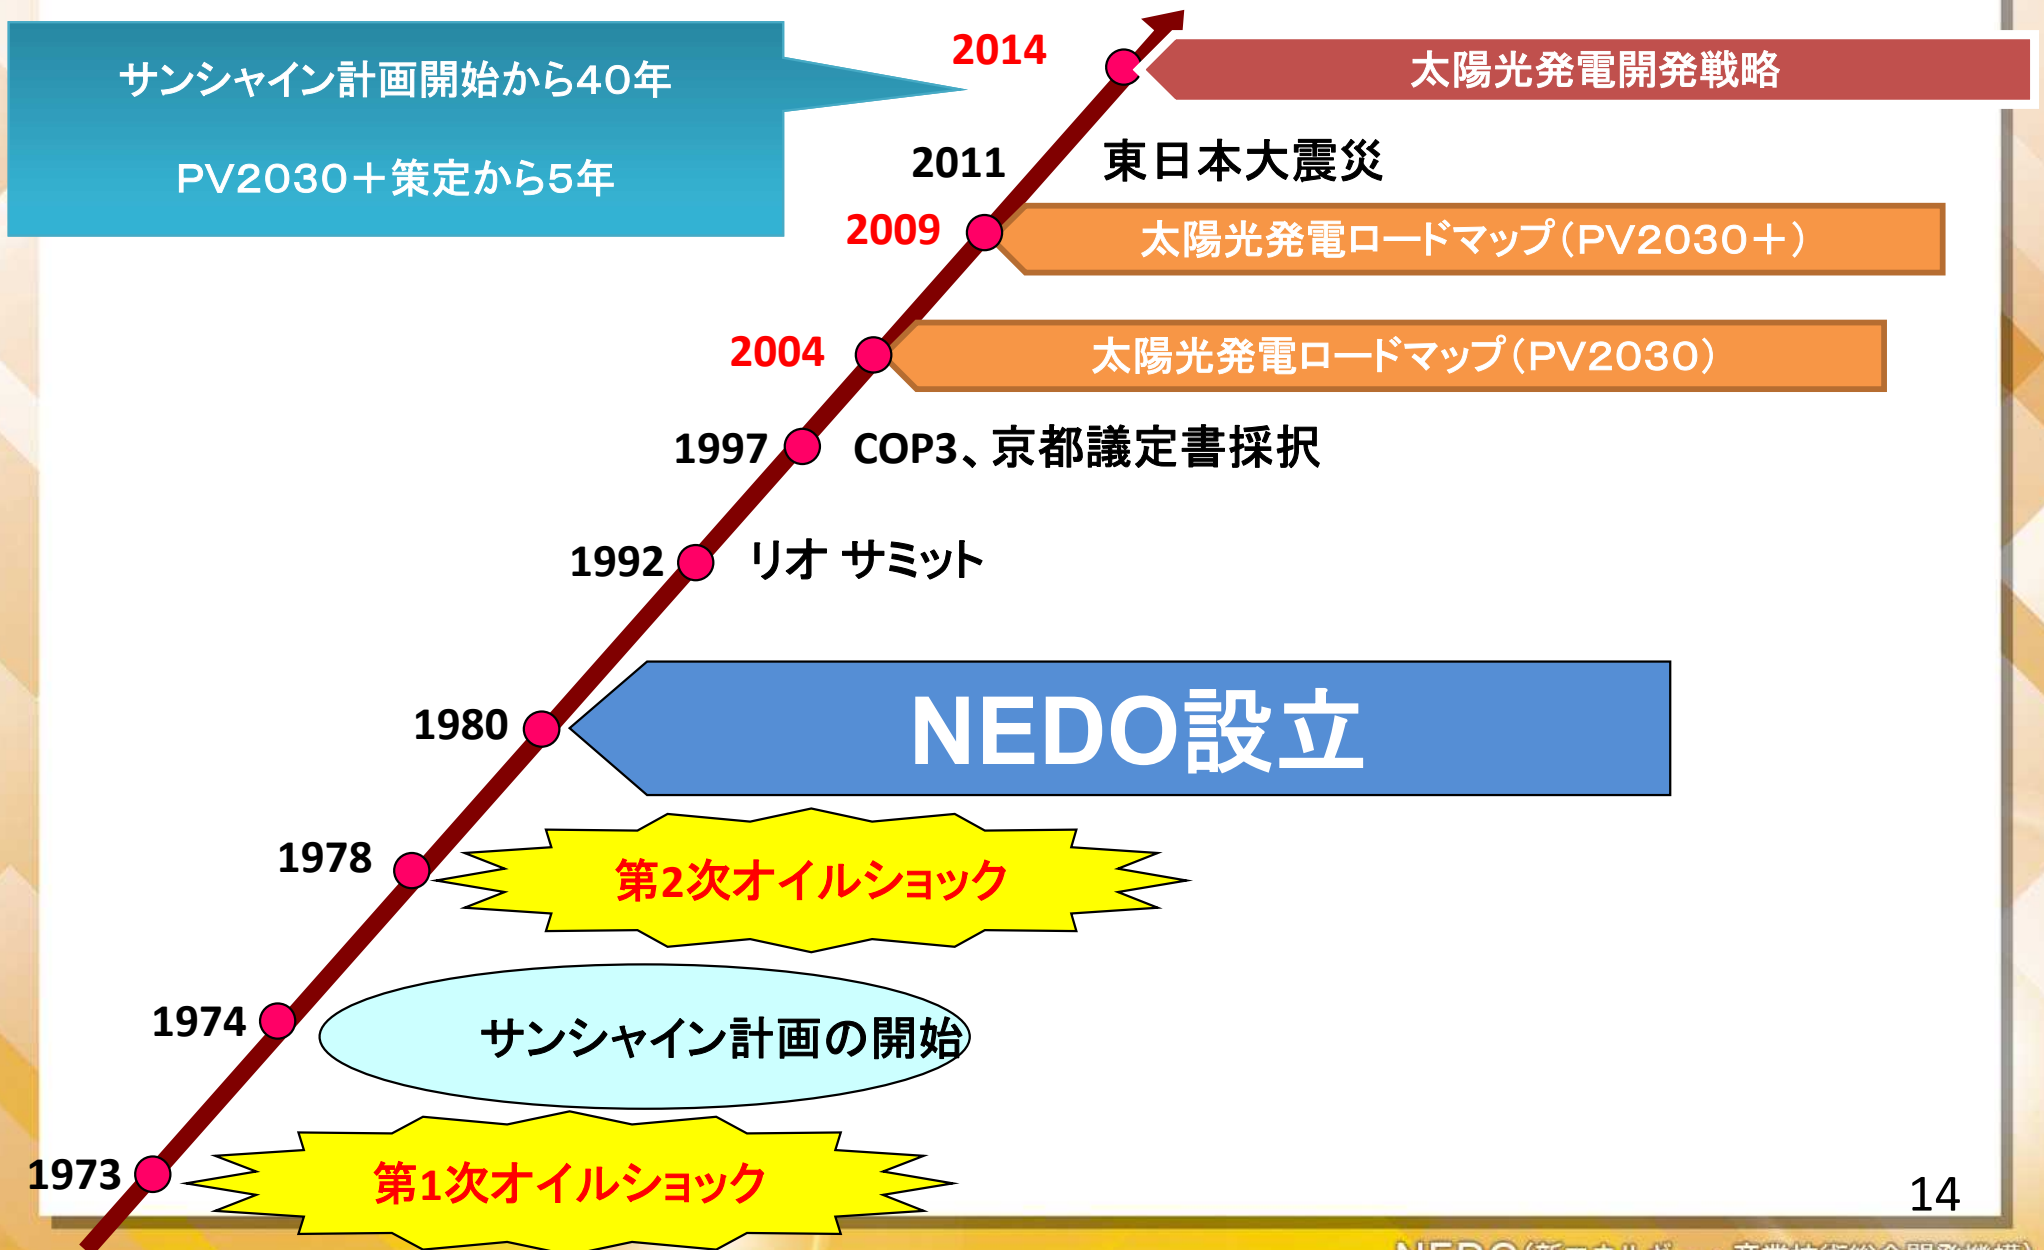 サンシャイン計画開始から40年
PV2030＋策定から5年
2014
太陽光発電開発戦略
2011
東日本大震災
2009
太陽光発電ロードマップ（PV2030＋）
2004
太陽光発電ロードマップ（PV2030）
1997
COP3、京都議定書採択
1992
リオ サミット
1980
NEDO設立
1978
第2次オイルショック
1974
サンシャイン計画の開始
1973
第1次オイルショック
14